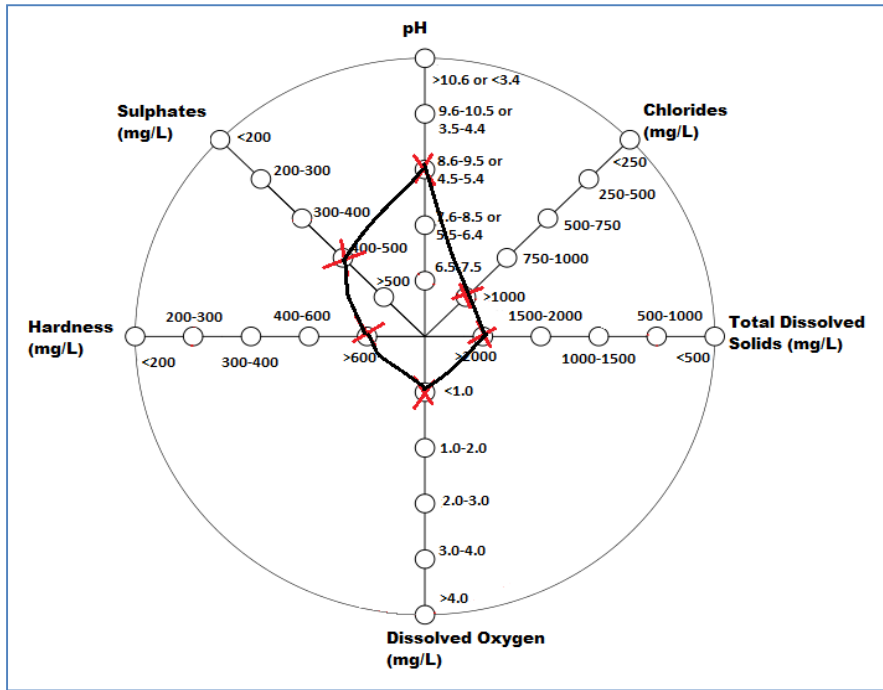 pH
>10.6 or <3.4
9.6-10.5 or
3.5-4.4
8.6-9.5 or
4.5-5.4
7.6-8.5 or
5.5-6.4
6.5-7.5
Sulphates
(mg/L)
<200
200-300
300-400
400-500
>500
Chlorides
(mg/L)
<250
250-500
500-750
750-1000
>1000
Hardness
(mg/L)
<200
200-300
300-400
400-600
>600
Total Dissolved
Solids (mg/L)
>2000
1500-2000
1000-1500
500-1000
<500
<1.0
1.0-2.0
2.0-3.0
3.0-4.0
>4.0
Dissolved Oxygen
(mg/L)